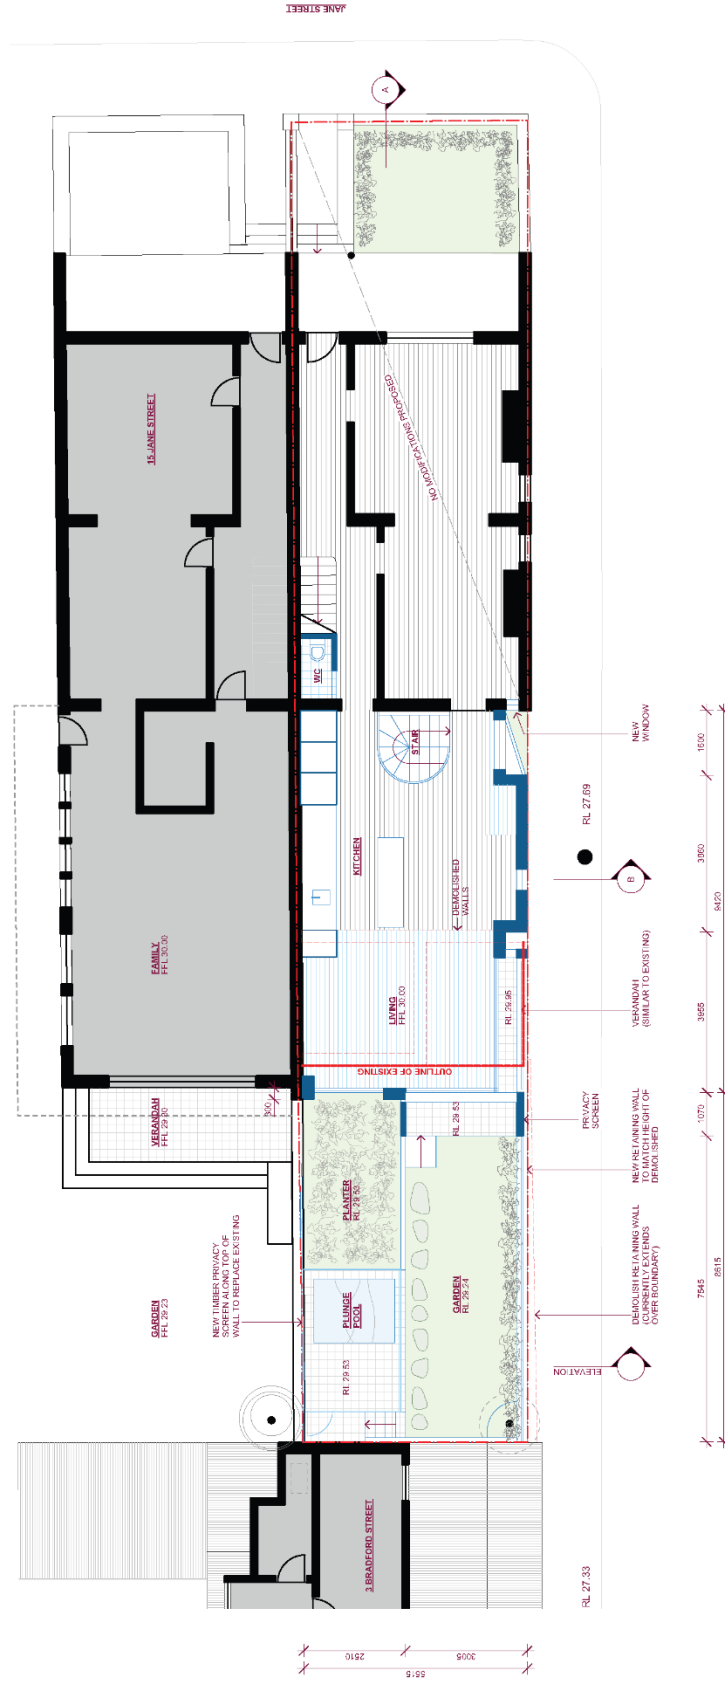 JANE STREET
A
15 JANE STREET
NO MODIFICATIONS PROPOSED
WC
STAIR
NEW
WINDOW
1600
RL 27.69
KITCHEN
DEMOLISHED
WALLS
3860
B
9420
FAMILY
FFL 30.00
LIVING
FFL 30.00
RL 29.95
VERANDAH
(SIMILAR TO EXISTING)
3955
OUTLINE OF EXISTING
300
VERANDAH
FFL 29.90
RL 29.53
PRIVACY
SCREEN
1070
PLANTER
RL 29.53
NEW RETAINING WALL
TO MATCH HEIGHT OF
DEMOLISHED
GARDEN
FFL 29.23
NEW TIMBER PRIVACY
SCREEN ALONG TOP OF
WALL TO REPLACE EXISTING
PLUNGE
POOL
GARDEN
RL 29.24
DEMOLISH RETAINING WALL
(CURRENTLY EXTENDS
OVER BOUNDARY)
7545
8615
RL 29.53
ELEVATION
3 BRADFORD STREET
RL 27.33
2510
3005
5515